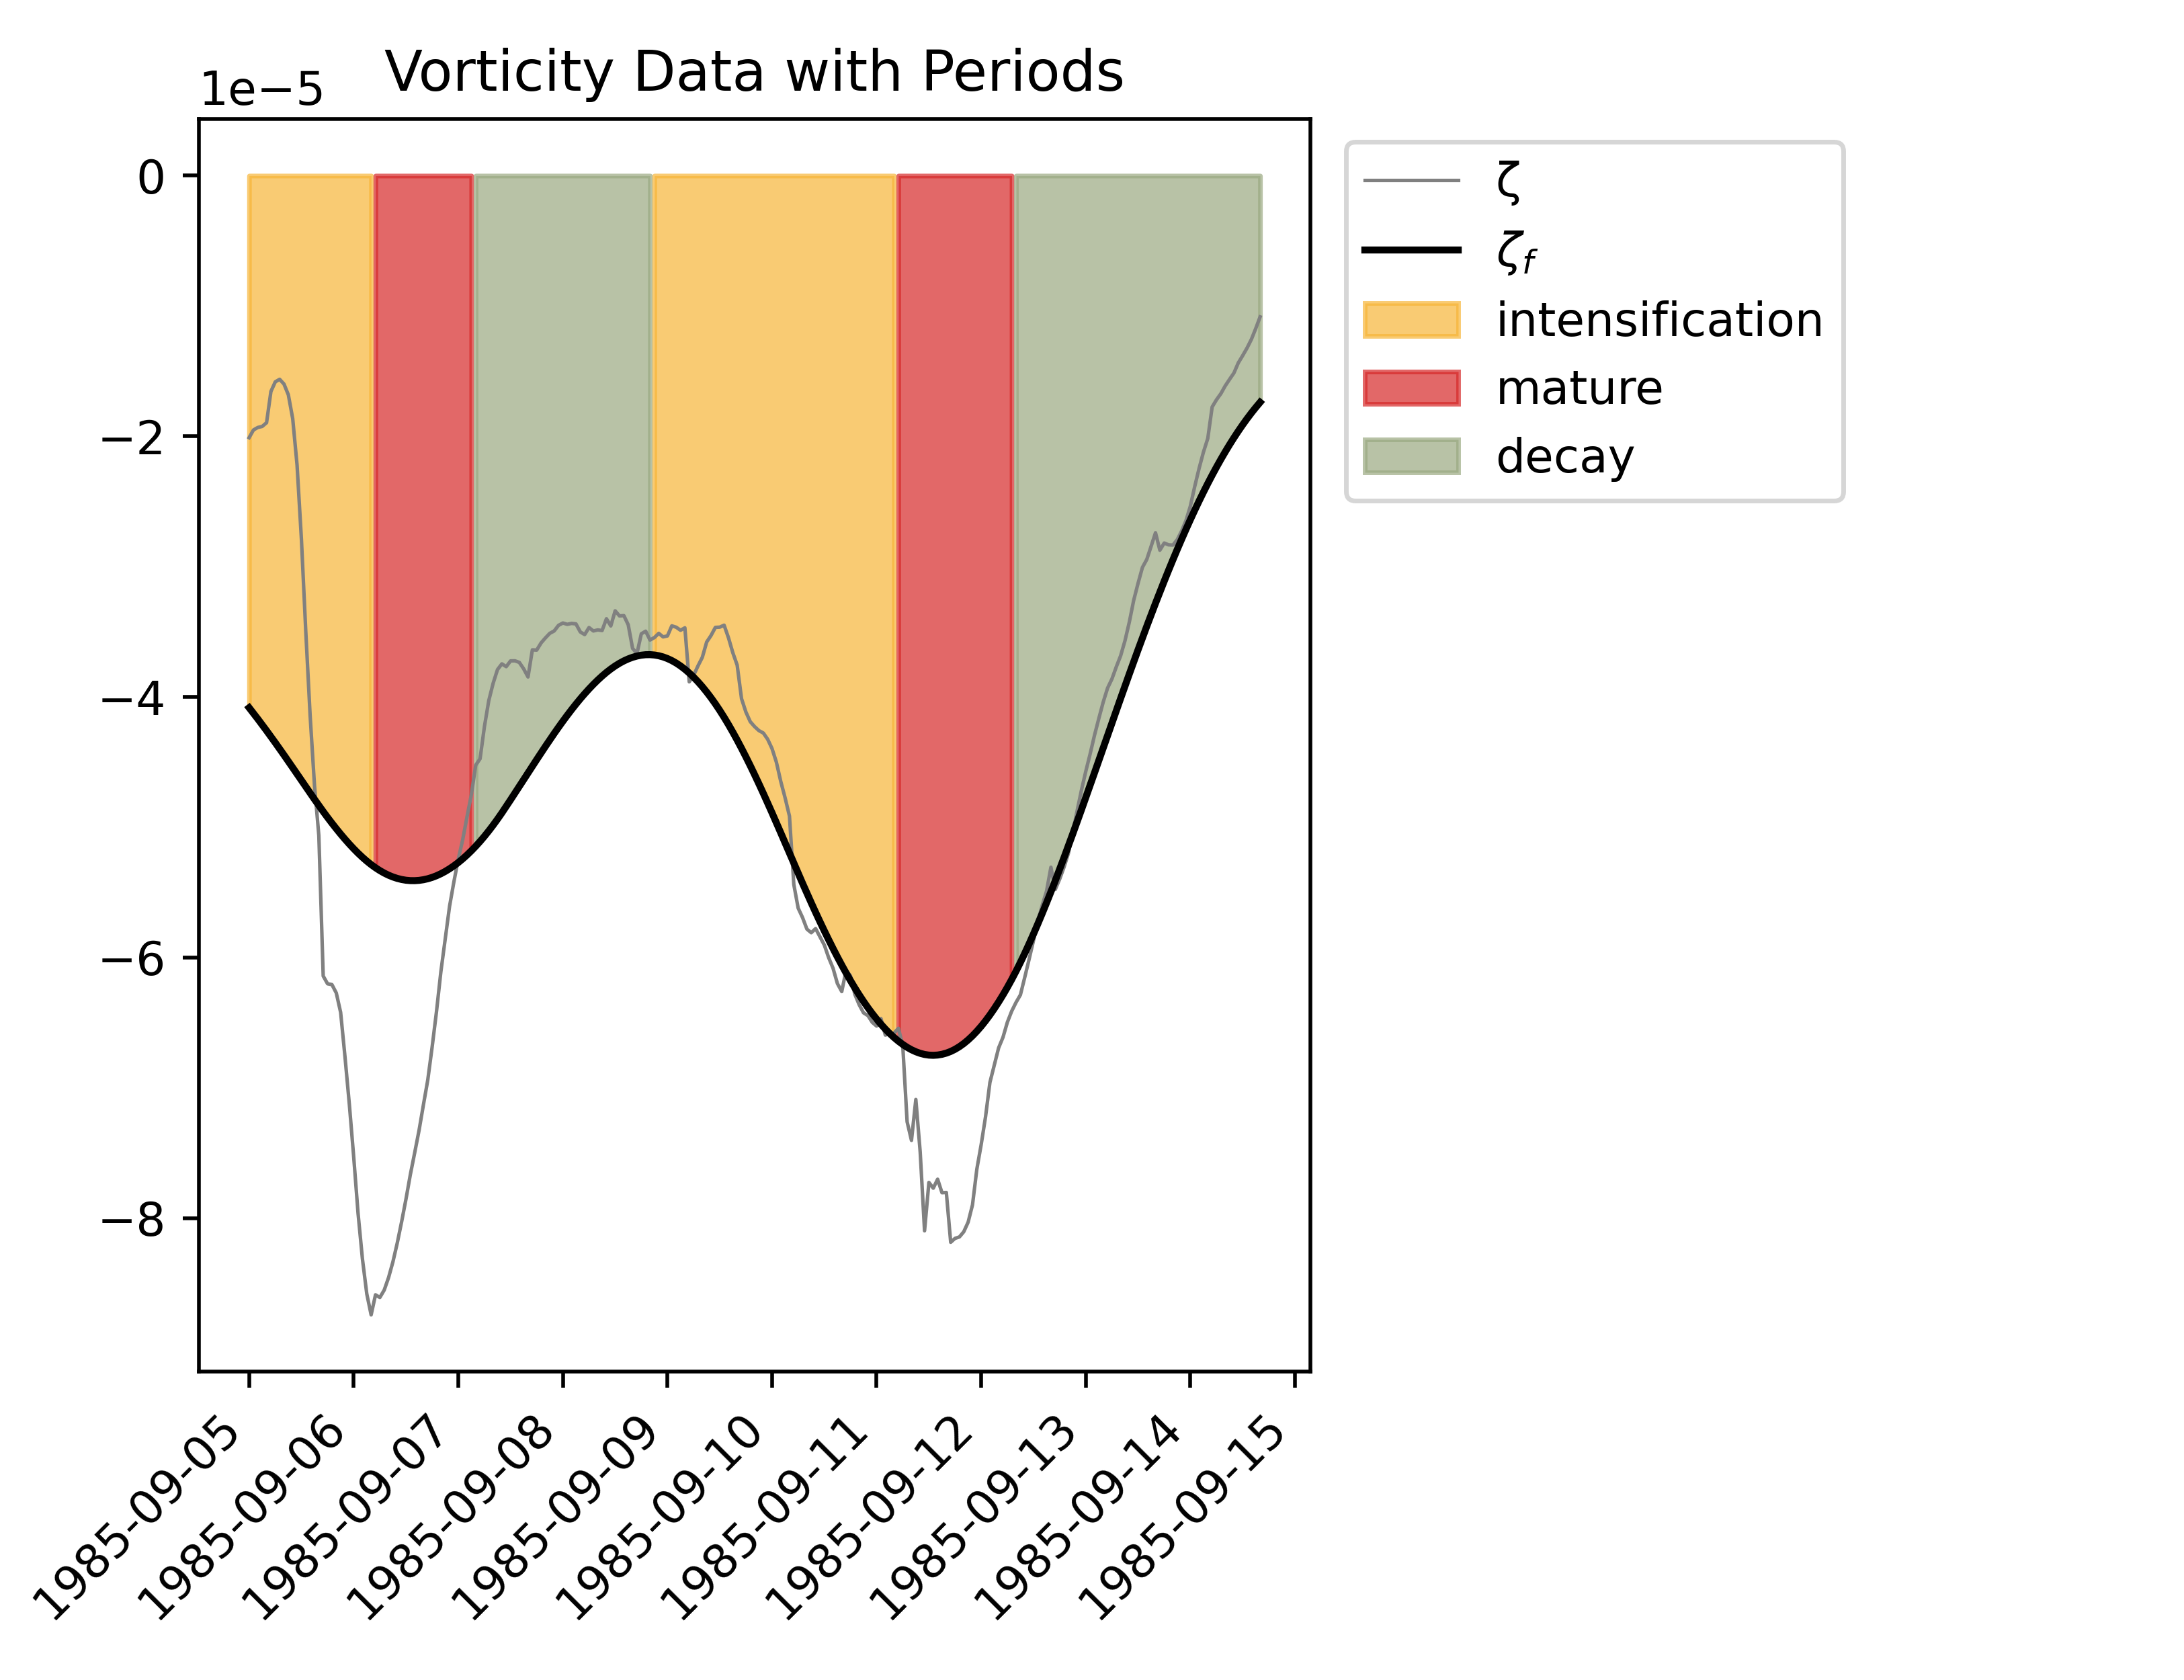 Vorticity Data with Periods
1e−5
0
−2
−4
−6
−8
1985-09-05
1985-09-06
1985-09-07
1985-09-08
1985-09-09
1985-09-10
1985-09-11
1985-09-12
1985-09-13
1985-09-14
1985-09-15
ζ
ζf
intensification
mature
decay